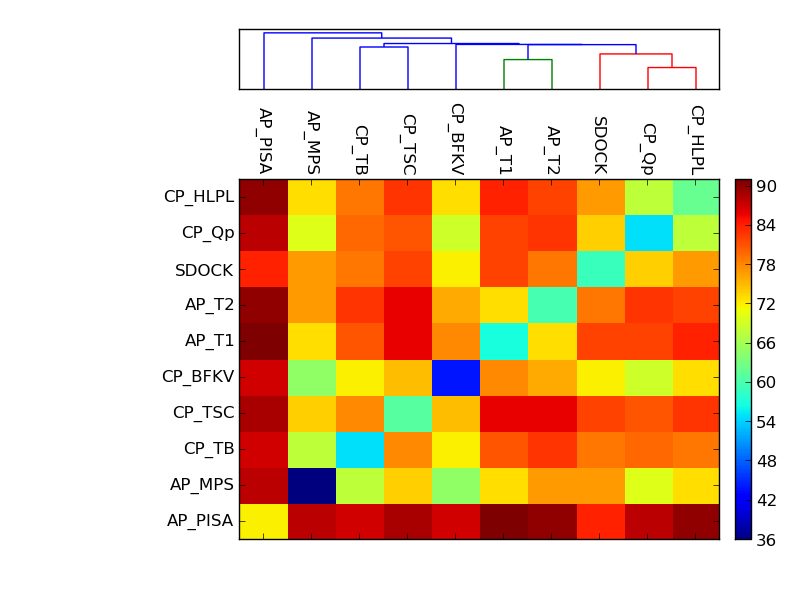 AP_PISA
AP_MPS
CP_TB
CP_TSC
CP_BFKV
AP_T1
AP_T2
SDOCK
CP_Qp
CP_HLPL
CP_HLPL
CP_Qp
SDOCK
AP_T2
AP_T1
CP_BFKV
CP_TSC
CP_TB
AP_MPS
AP_PISA
90
84
78
72
66
60
54
48
42
36